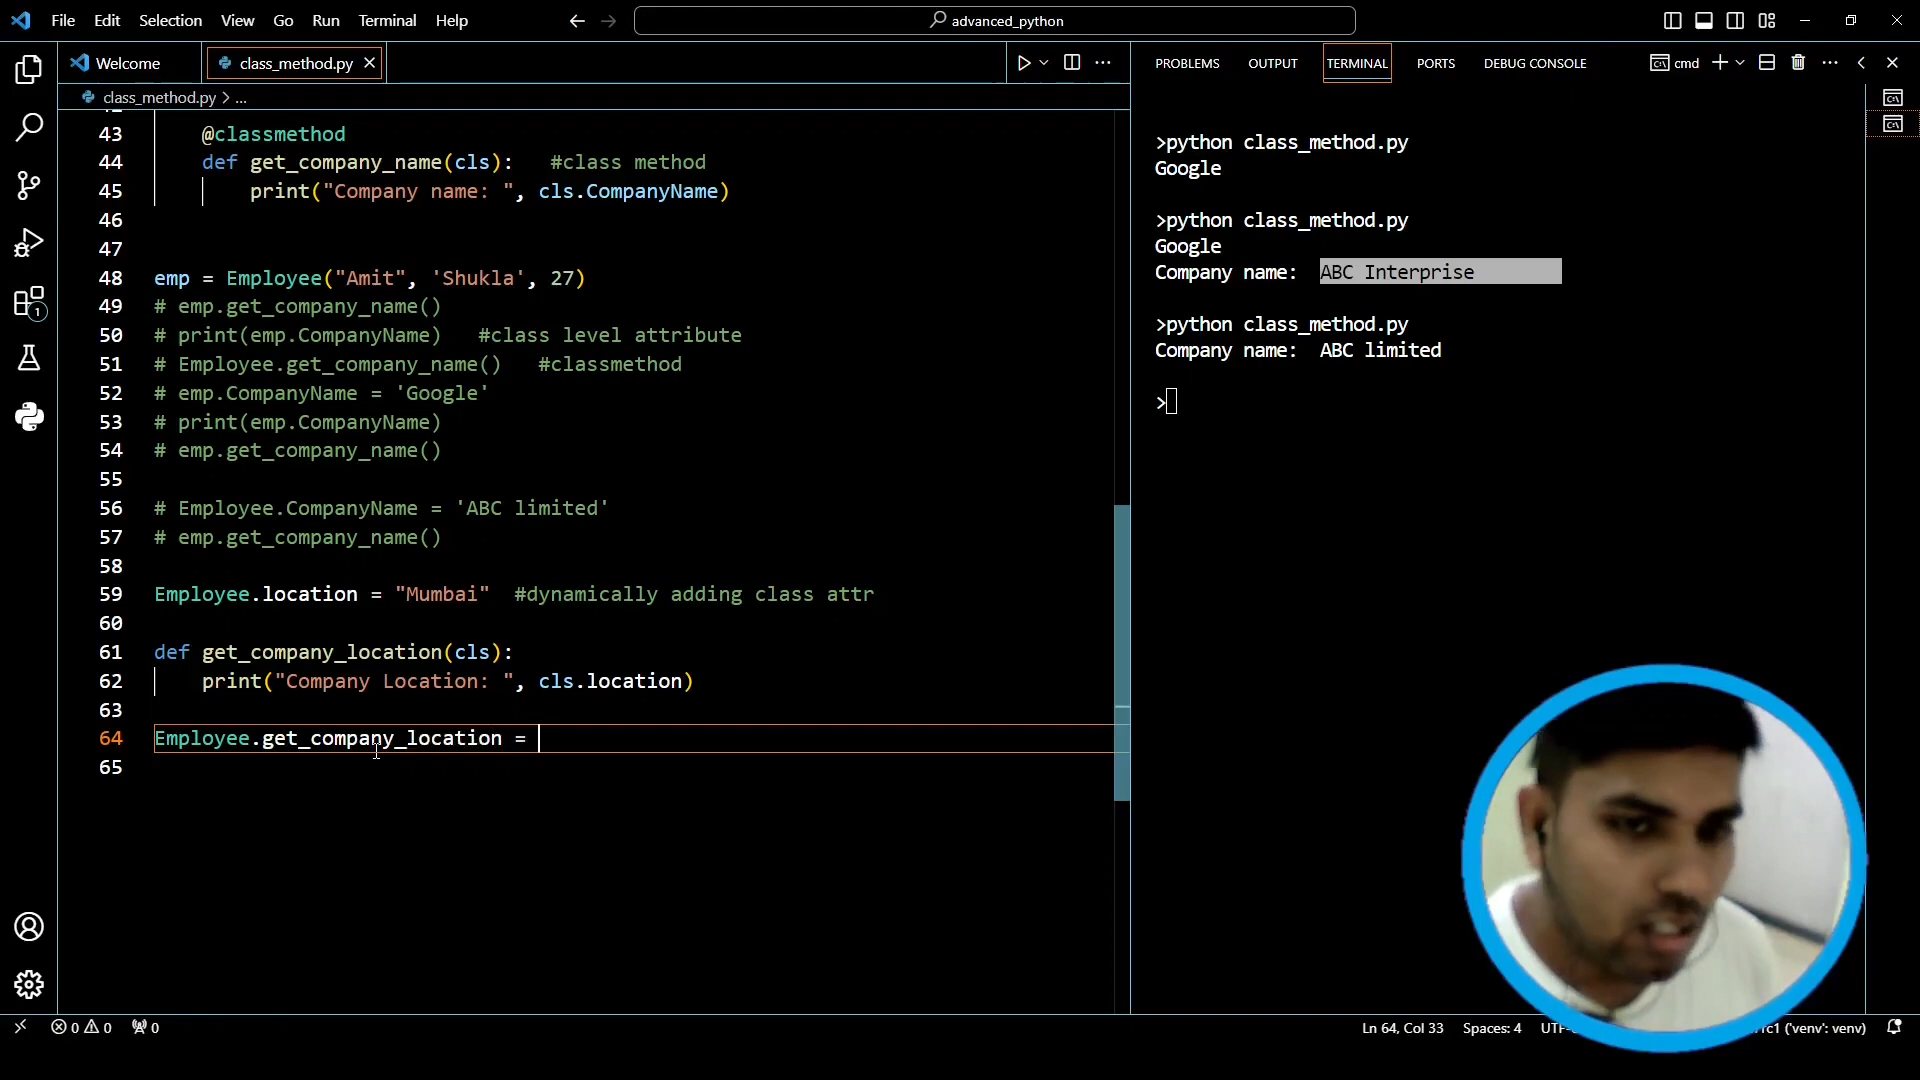 File Edit Selection View Go Run Terminal Help
advanced_python
Welcome
class_method.py
class_method.py > ...
43 @classmethod
44 def get_company_name(cls): #class method
45 print("Company name: ", cls.CompanyName)
46
47
48 emp = Employee("Amit", 'Shukla', 27)
49 # emp.get_company_name()
50 # print(emp.CompanyName) #class level attribute
51 # Employee.get_company_name() #classmethod
52 # emp.CompanyName = 'Google'
53 # print(emp.CompanyName)
54 # emp.get_company_name()
55
56 # Employee.CompanyName = 'ABC limited'
57 # emp.get_company_name()
58
59 Employee.location = "Mumbai" #dynamically adding class attr
60
61 def get_company_location(cls):
62 print("Company Location: ", cls.location)
63
64 Employee.get_company_location =
65
PROBLEMS OUTPUT TERMINAL PORTS DEBUG CONSOLE
cmd
>python class_method.py
Google
>python class_method.py
Google
Company name: ABC Interprise
>python class_method.py
Company name: ABC limited
>
1
0 0 0
Ln 64, Col 33 Spaces: 4 ('venv': venv)